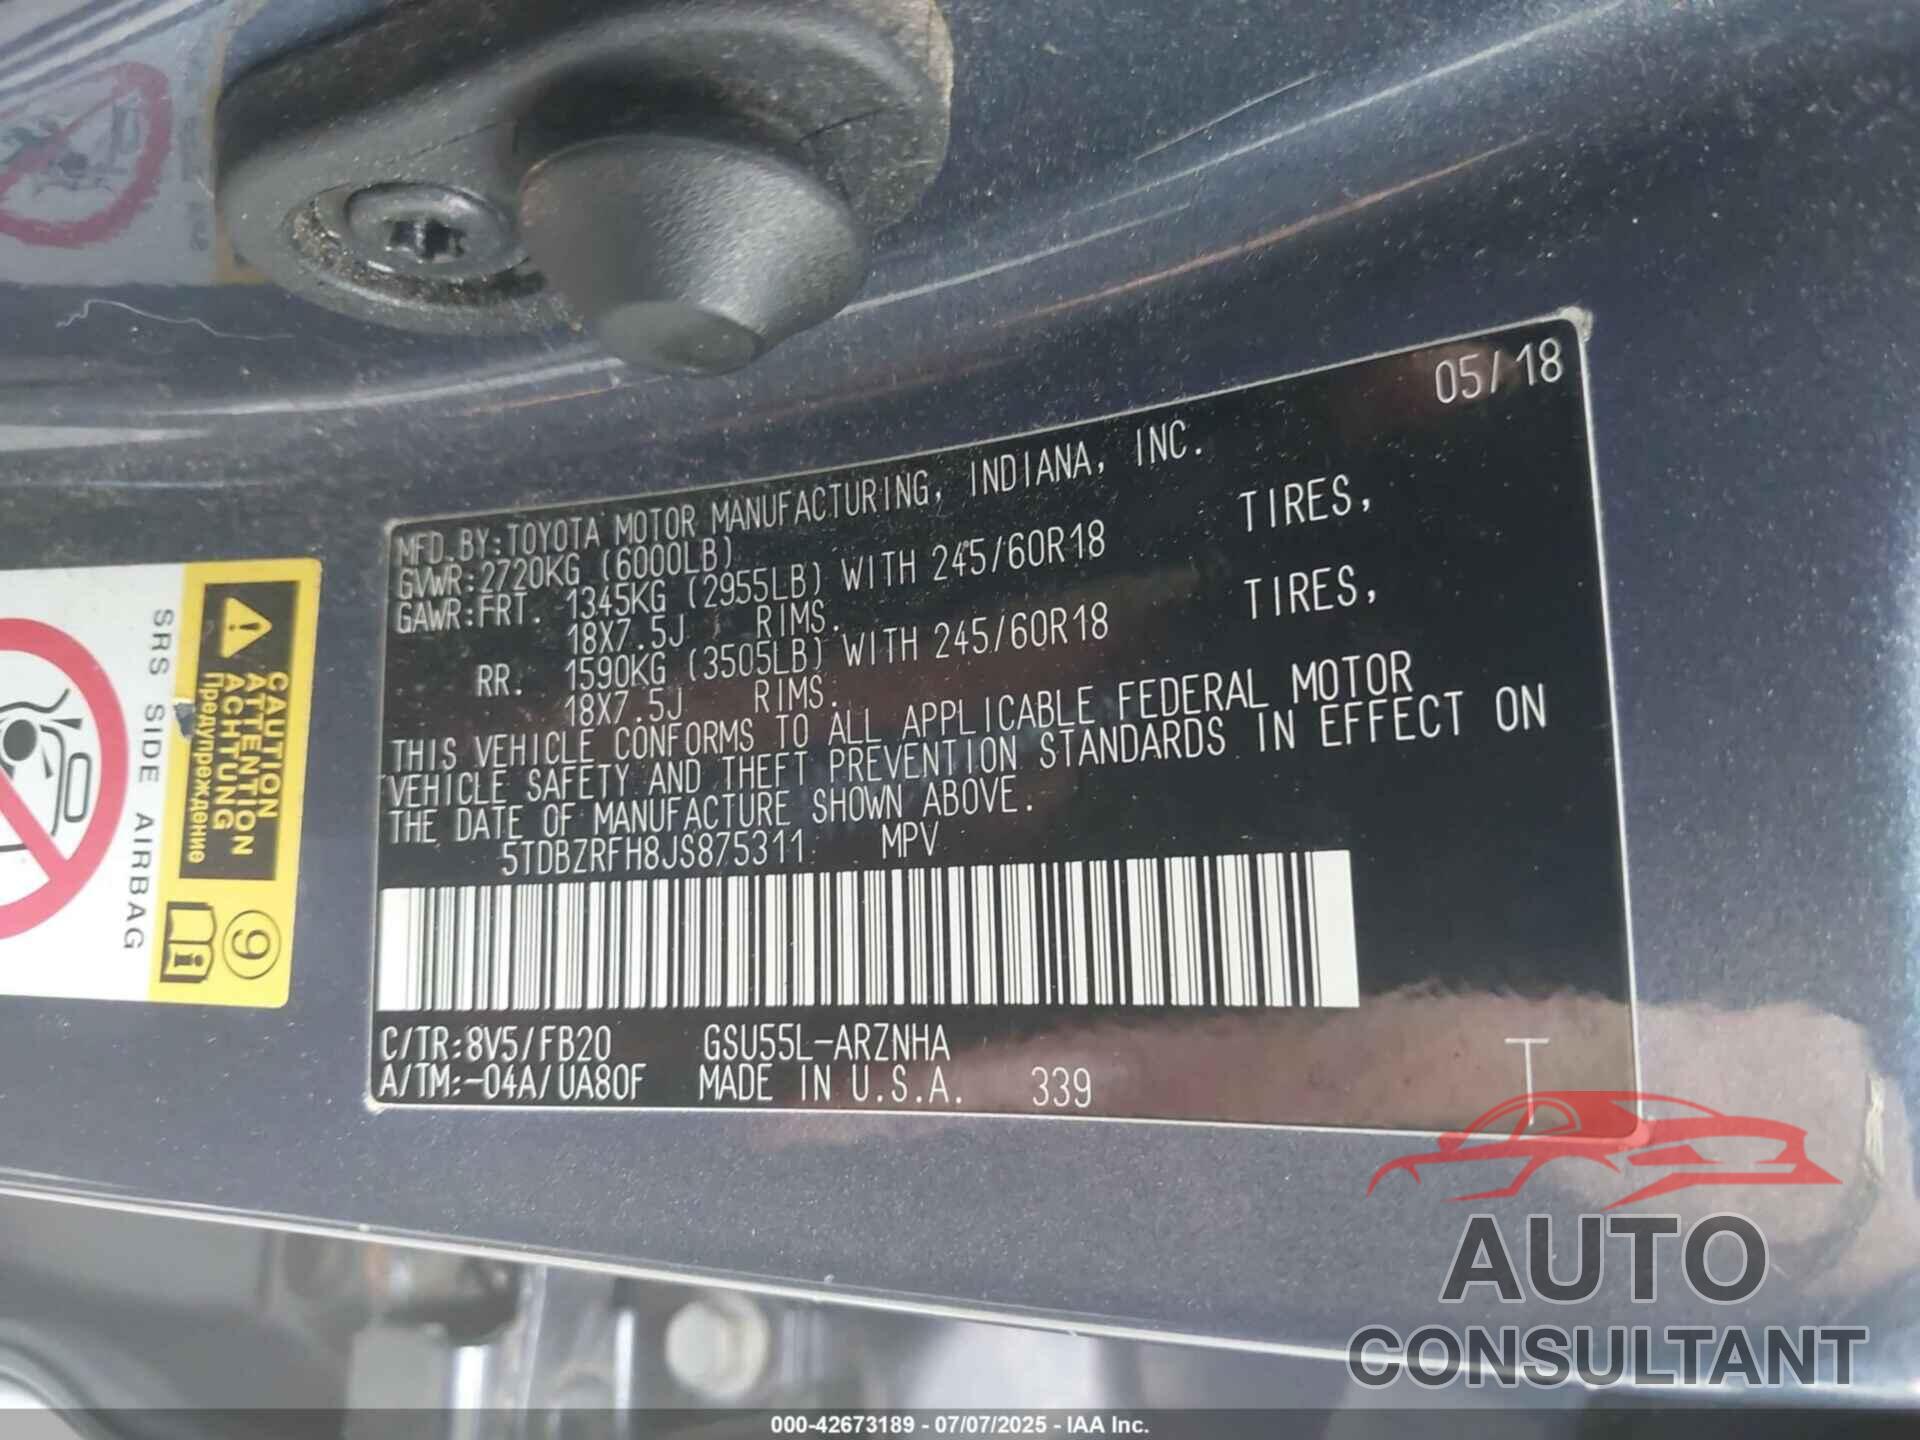 05/18
MFD.BY:TOYOTA MOTOR MANUFACTURING, INDIANA, INC.
GVWR:2720KG (6000LB)
GAWR:FRT. 1345KG (2955LB) WITH 245/60R18 TIRES,
18X7.5J RIMS.
RR. 1590KG (3505LB) WITH 245/60R18 TIRES,
18X7.5J RIMS.
THIS VEHICLE CONFORMS TO ALL APPLICABLE FEDERAL MOTOR
VEHICLE SAFETY AND THEFT PREVENTION STANDARDS IN EFFECT ON
THE DATE OF MANUFACTURE SHOWN ABOVE.
5TDBZRFH8JS875311 MPV
C/TR:8V5/FB20 GSU55L-ARZNHA
A/TM:-04A/UA80F MADE IN U.S.A. 339
T
CAUTION
ATTENTION
ACHTUNG
Предупреждение
SRS SIDE AIRBAG
9
i
AUTO
CONSULTANT
000-42673189 - 07/07/2025 - IAA Inc.